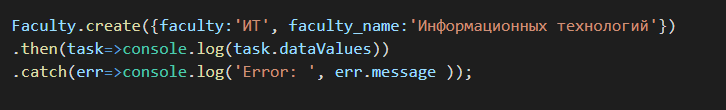 Faculty.create({faculty:'ИТ', faculty_name:'Информационных технологий'})
.then(task=>console.log(task.dataValues))
.catch(err=>console.log('Error: ', err.message ));